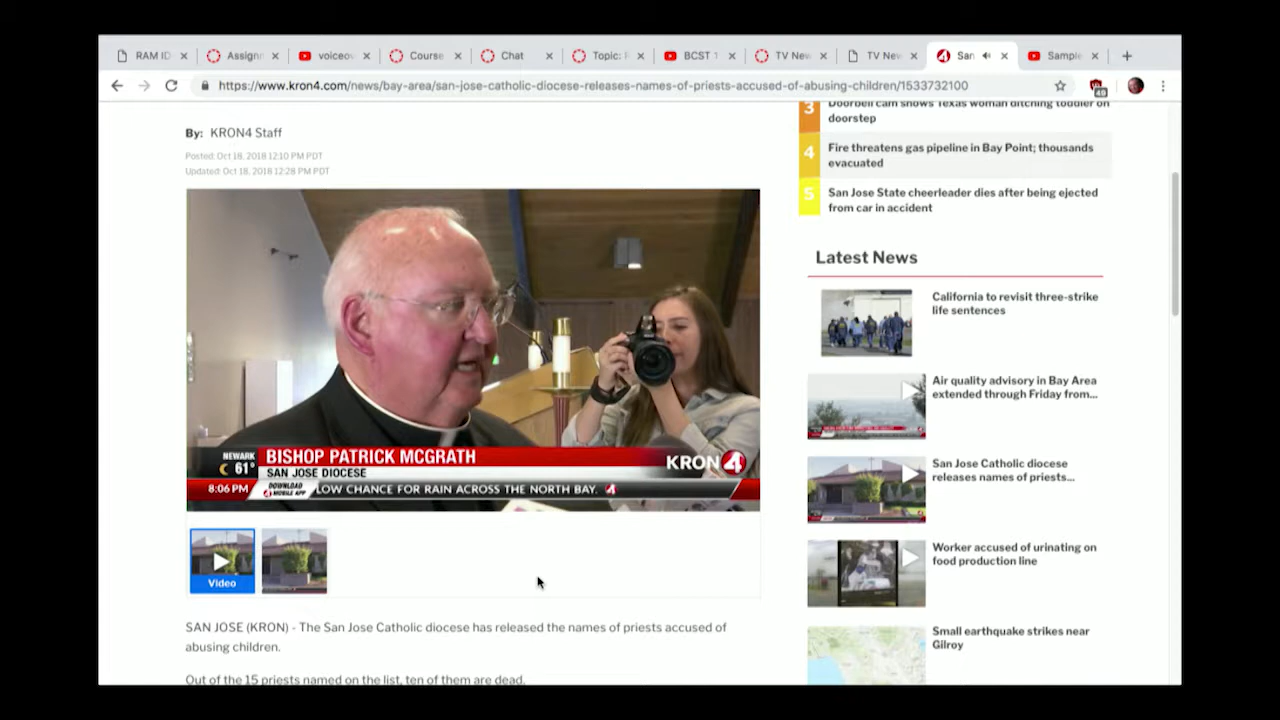 RAM ID
Assignn
voiceov
Course
Chat
Topic: F
BCST 1
TV New
TV New
San
Sample
https://www.kron4.com/news/bay-area/san-jose-catholic-diocese-releases-names-of-priests-accused-of-abusing-children/1533732100
49
By: KRON4 Staff
Posted: Oct 18, 2018 12:10 PM PDT
Updated: Oct 18, 2018 12:28 PM PDT
NEWARK
61°
BISHOP PATRICK MCGRATH
SAN JOSE DIOCESE
KRON 4
8:06 PM
DOWNLOAD
MOBILE APP
LOW CHANCE FOR RAIN ACROSS THE NORTH BAY.
Video
SAN JOSE (KRON) - The San Jose Catholic diocese has released the names of priests accused of
abusing children.
Out of the 15 priests named on the list, ten of them are dead.
3
Doorbell cam shows Texas woman ditching toddler on
doorstep
4
Fire threatens gas pipeline in Bay Point; thousands
evacuated
5
San Jose State cheerleader dies after being ejected
from car in accident
Latest News
California to revisit three-strike
life sentences
Air quality advisory in Bay Area
extended through Friday from...
San Jose Catholic diocese
releases names of priests...
Worker accused of urinating on
food production line
Small earthquake strikes near
Gilroy